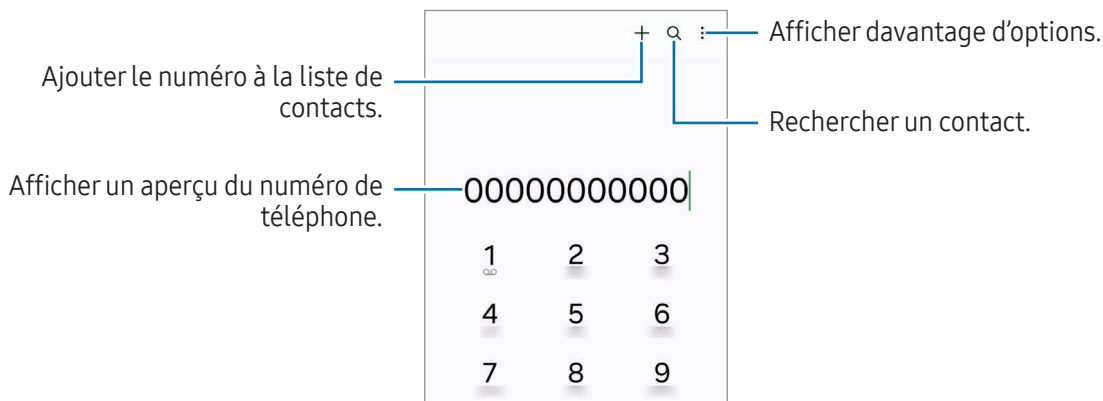 Afficher davantage d'options.
Ajouter le numéro à la liste de
contacts.
Rechercher un contact.
Afficher un aperçu du numéro de
téléphone.
00000000000
1 2 3
4 5 6
7 8 9